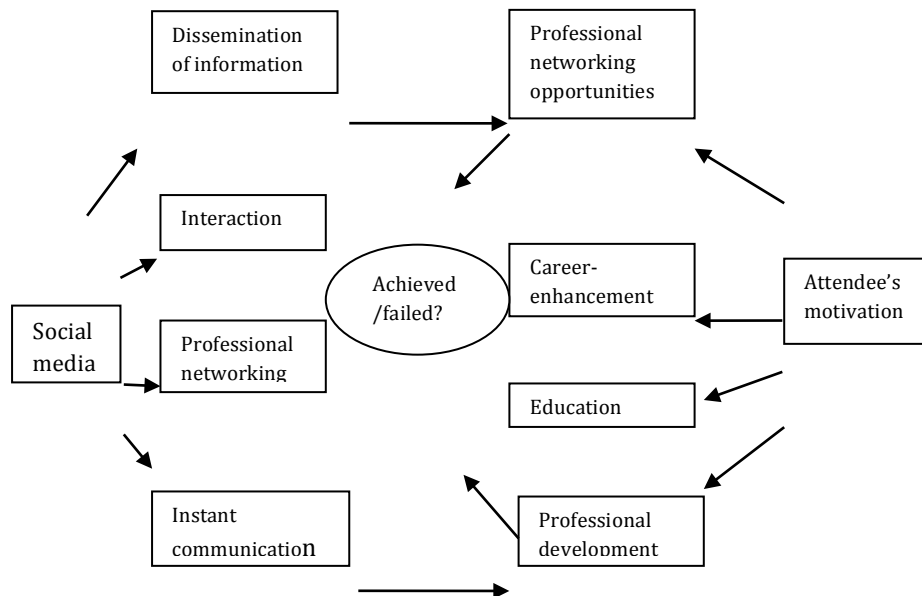 Dissemination
of information
Professional
networking
opportunities
Interaction
Achieved
/failed?
Career-
enhancement
Attendee's
motivation
Social
media
Professional
networking
Education
Instant
communication
Professional
development